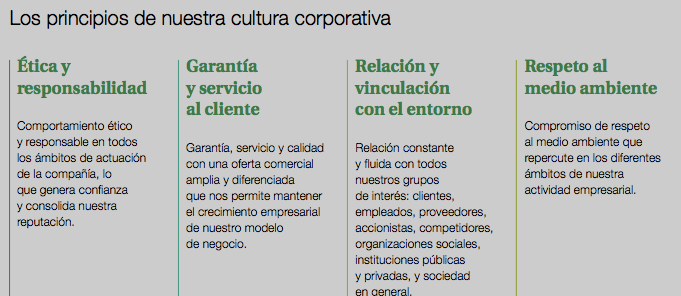 Los principios de nuestra cultura corporativa
Ética y
responsabilidad
Comportamiento ético
y responsable en todos
los ámbitos de actuación
de la compañía, lo
que genera confianza
y consolida nuestra
reputación.
Garantía
y servicio
al cliente
Garantía, servicio y calidad
con una oferta comercial
amplia y diferenciada
que nos permite mantener
el crecimiento empresarial
de nuestro modelo
de negocio.
Relación y
vinculación
con el entorno
Relación constante
y fluida con todos
nuestros grupos
de interés: clientes,
empleados, proveedores,
accionistas, competidores,
organizaciones sociales,
instituciones públicas
y privadas, y sociedad
en general.
Respeto al
medio ambiente
Compromiso de respeto
al medio ambiente que
repercute en los diferentes
ámbitos de nuestra
actividad empresarial.